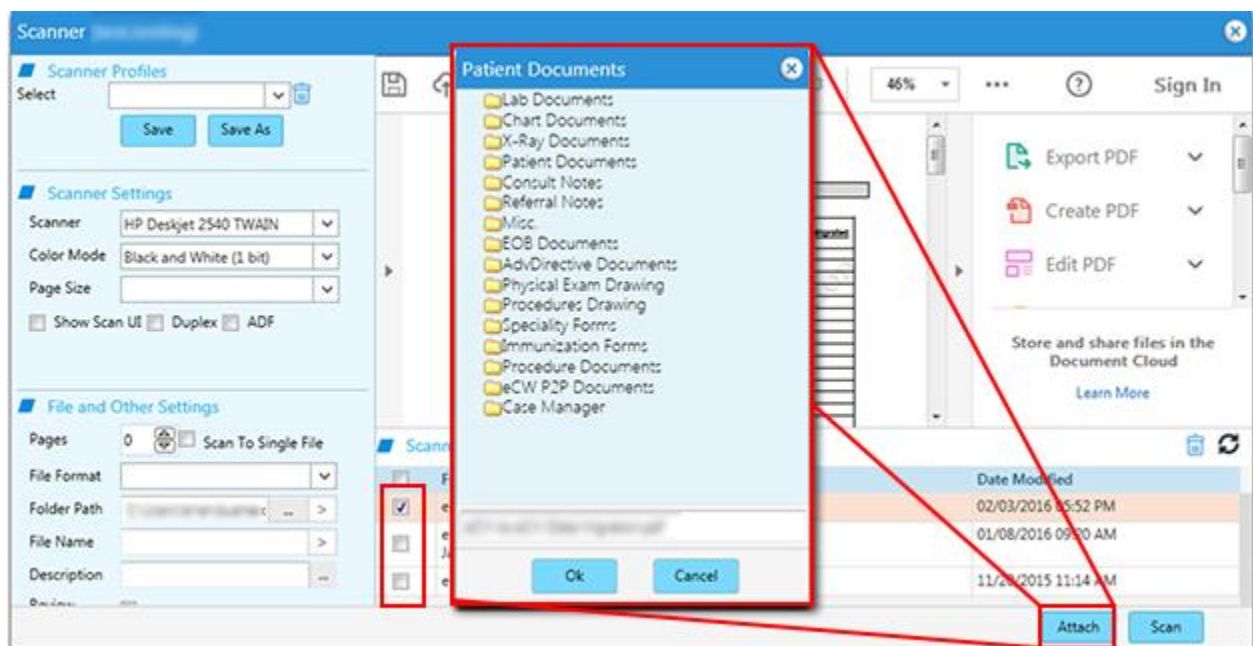 Scanner
Scanner Profiles
Select
Save
Save As
Scanner Settings
Scanner
HP Deskjet 2540 TWAIN
Color Mode
Black and White (1 bit)
Page Size
Show Scan UI
Duplex
ADF
File and Other Settings
Pages
0
Scan To Single File
File Format
Folder Path
...
>
File Name
>
Description
...
46%
...
?
Sign In
Export PDF
Create PDF
Edit PDF
Store and share files in the
Document Cloud
Learn More
Patient Documents
Lab Documents
Chart Documents
X-Ray Documents
Patient Documents
Consult Notes
Referral Notes
Misc.
EOB Documents
AdvDirective Documents
Physical Exam Drawing
Procedures Drawing
Speciality Forms
Immunization Forms
Procedure Documents
eCW P2P Documents
Case Manager
Ok
Cancel
Date Modified
02/03/2016 05:52 PM
01/08/2016 09:20 AM
Attach
Scan